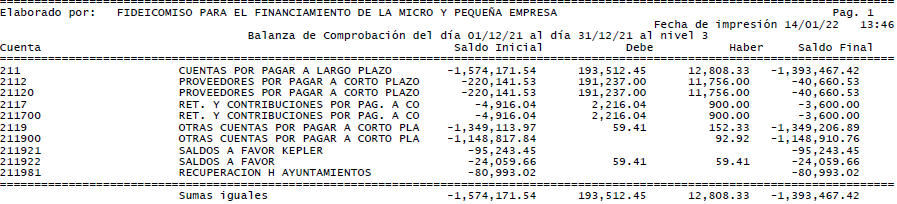 Elaborado por: FIDEICOMISO PARA EL FINANCIAMIENTO DE LA MICRO Y PEQUEÑA EMPRESA Pag. 1
Fecha de impresión 14/01/22 13:46
Balanza de Comprobación del día 01/12/21 al día 31/12/21 al nivel 3
Cuenta Saldo Inicial Debe Haber Saldo Final
211 CUENTAS POR PAGAR A LARGO PLAZO -1,574,171.54 193,512.45 12,808.33 -1,393,467.42
2112 PROVEEDORES POR PAGAR A CORTO PLAZO -220,141.53 191,237.00 11,756.00 -40,660.53
21120 PROVEEDORES POR PAGAR A CORTO PLAZO -220,141.53 191,237.00 11,756.00 -40,660.53
2117 RET. Y CONTRIBUCIONES POR PAG. A CO -4,916.04 2,216.04 900.00 -3,600.00
211700 RET. Y CONTRIBUCIONES POR PAG. A CO -4,916.04 2,216.04 900.00 -3,600.00
2119 OTRAS CUENTAS POR PAGAR A CORTO PLA -1,349,113.97 59.41 152.33 -1,349,206.89
211900 OTRAS CUENTAS POR PAGAR A CORTO PLA -1,148,817.84 92.92 -1,148,910.76
211921 SALDOS A FAVOR KEPLER -95,243.45 -95,243.45
211922 SALDOS A FAVOR -24,059.66 59.41 59.41 -24,059.66
211981 RECUPERACION H AYUNTAMIENTOS -80,993.02 -80,993.02
Sumas iguales -1,574,171.54 193,512.45 12,808.33 -1,393,467.42